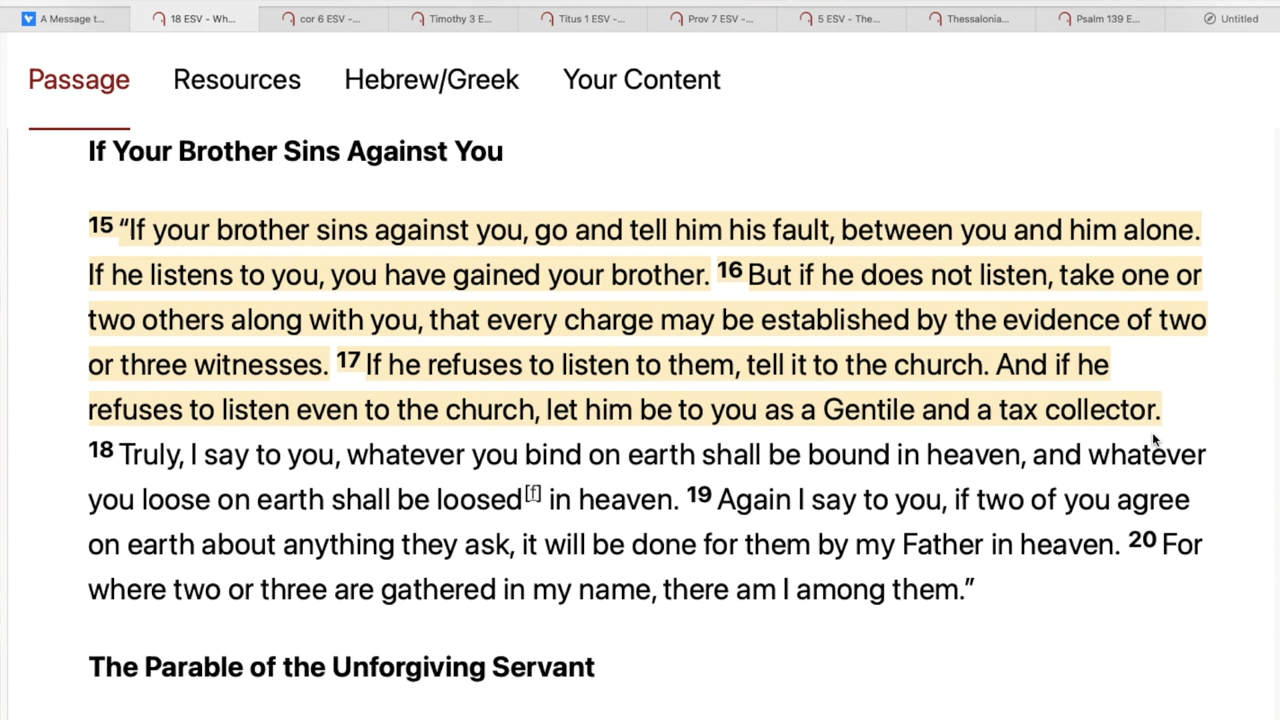 A Message t...
18 ESV - Wh...
cor 6 ESV -...
Timothy 3 E...
Titus 1 ESV -...
Prov 7 ESV -...
5 ESV - The...
Thessalonia...
Psalm 139 E...
Untitled
Passage Resources Hebrew/Greek Your Content
If Your Brother Sins Against You
15 “If your brother sins against you, go and tell him his fault, between you and him alone.
If he listens to you, you have gained your brother. 16 But if he does not listen, take one or
two others along with you, that every charge may be established by the evidence of two
or three witnesses. 17 If he refuses to listen to them, tell it to the church. And if he
refuses to listen even to the church, let him be to you as a Gentile and a tax collector.
18 Truly, I say to you, whatever you bind on earth shall be bound in heaven, and whatever
you loose on earth shall be loosed[f] in heaven. 19 Again I say to you, if two of you agree
on earth about anything they ask, it will be done for them by my Father in heaven. 20 For
where two or three are gathered in my name, there am I among them.”
The Parable of the Unforgiving Servant